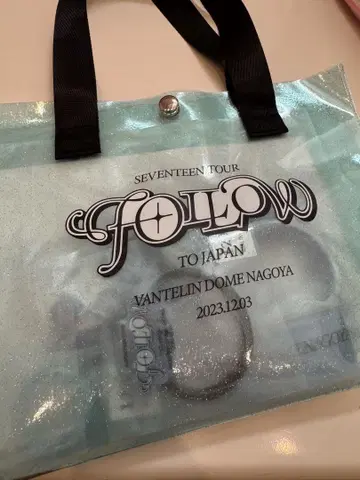 SEVENTEEN TOUR
FOLLOW
TO JAPAN
VANTELIN DOME NAGOYA
2023.12.03